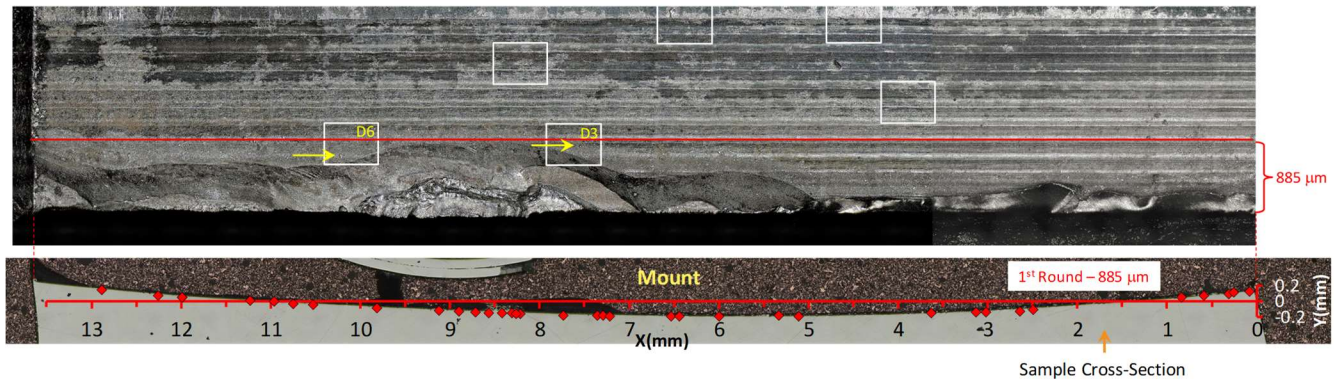 D6
D3
885 µm
Mount
1st Round – 885 µm
0.2
0
-0.2
Y(mm)
13 12 11 10 9 8 7 6 5 4 3 2 1 0
X(mm)
Sample Cross-Section